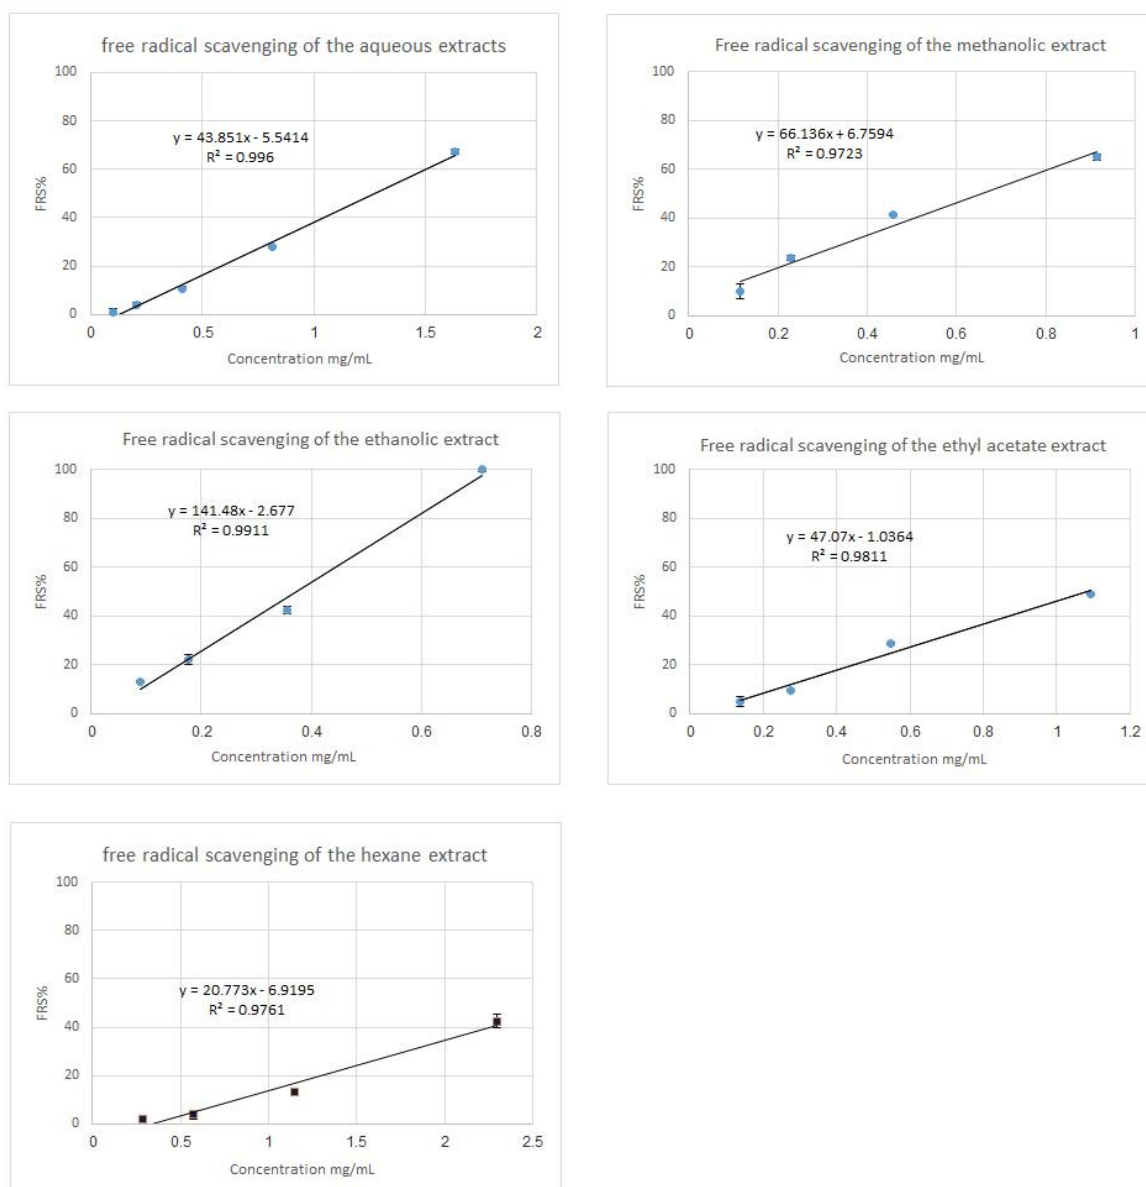 free radical scavenging of the aqueous extracts
100
80
60
40
20
0
FRS%
y = 43.851x - 5.5414
R² = 0.996
0 0.5 1 1.5 2
Concentration mg/mL
Free radical scavenging of the methanolic extract
100
80
60
40
20
0
FRS%
y = 66.136x + 6.7594
R² = 0.9723
0 0.2 0.4 0.6 0.8 1
Concentration mg/mL
Free radical scavenging of the ethanolic extract
100
80
60
40
20
0
FRS%
y = 141.48x - 2.677
R² = 0.9911
0 0.2 0.4 0.6 0.8
Concentration mg/mL
Free radical scavenging of the ethyl acetate extract
100
80
60
40
20
0
FRS%
y = 47.07x - 1.0364
R² = 0.9811
0 0.2 0.4 0.6 0.8 1 1.2
Concentration mg/mL
free radical scavenging of the hexane extract
100
80
60
40
20
0
FRS%
y = 20.773x - 6.9195
R² = 0.9761
0 0.5 1 1.5 2 2.5
Concentration mg/mL